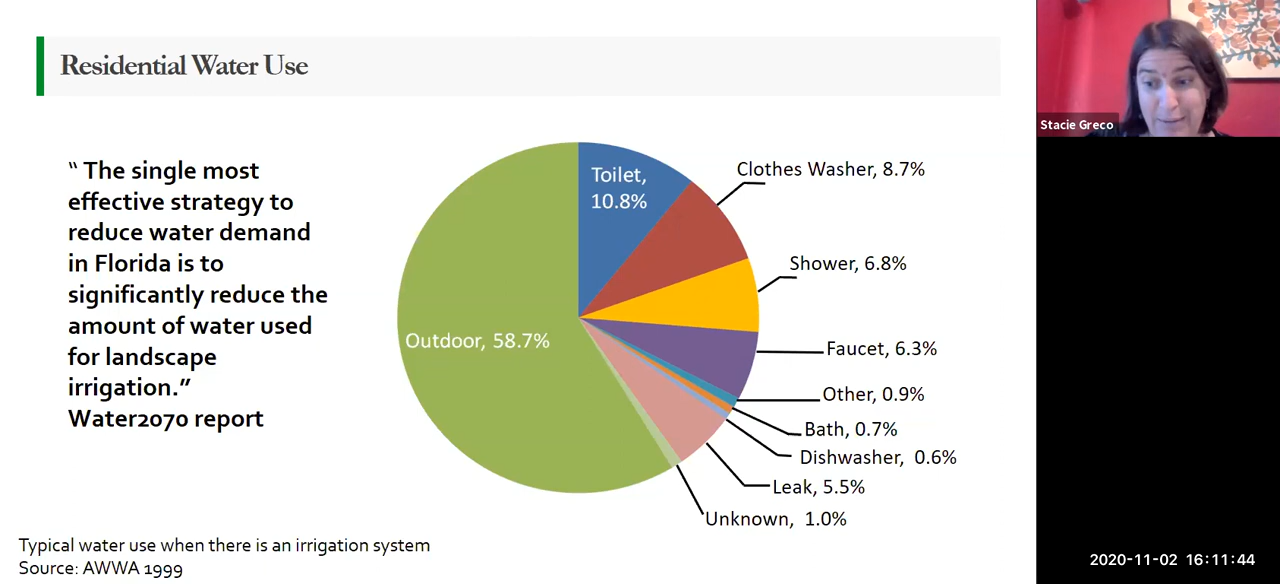 Residential Water Use
“ The single most
effective strategy to
reduce water demand
in Florida is to
significantly reduce the
amount of water used
for landscape
irrigation.”
Water2070 report
Toilet,
10.8%
Clothes Washer, 8.7%
Shower, 6.8%
Faucet, 6.3%
Other, 0.9%
Bath, 0.7%
Dishwasher, 0.6%
Leak, 5.5%
Unknown, 1.0%
Outdoor, 58.7%
Typical water use when there is an irrigation system
Source: AWWA 1999
Stacie Greco
2020-11-02 16:11:44